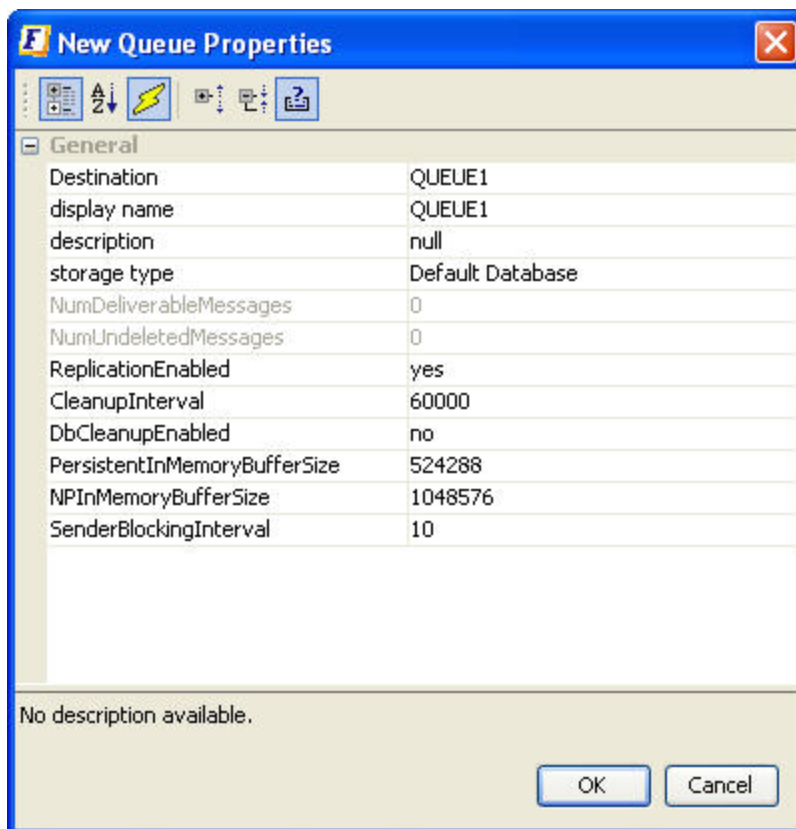 New Queue Properties
General
Destination QUEUE1
display name QUEUE1
description null
storage type Default Database
NumDeliverableMessages 0
NumUndeletedMessages 0
ReplicationEnabled yes
CleanupInterval 60000
DbCleanupEnabled no
PersistentInMemoryBufferSize 524288
NPInMemoryBufferSize 1048576
SenderBlockingInterval 10
No description available.
OK Cancel